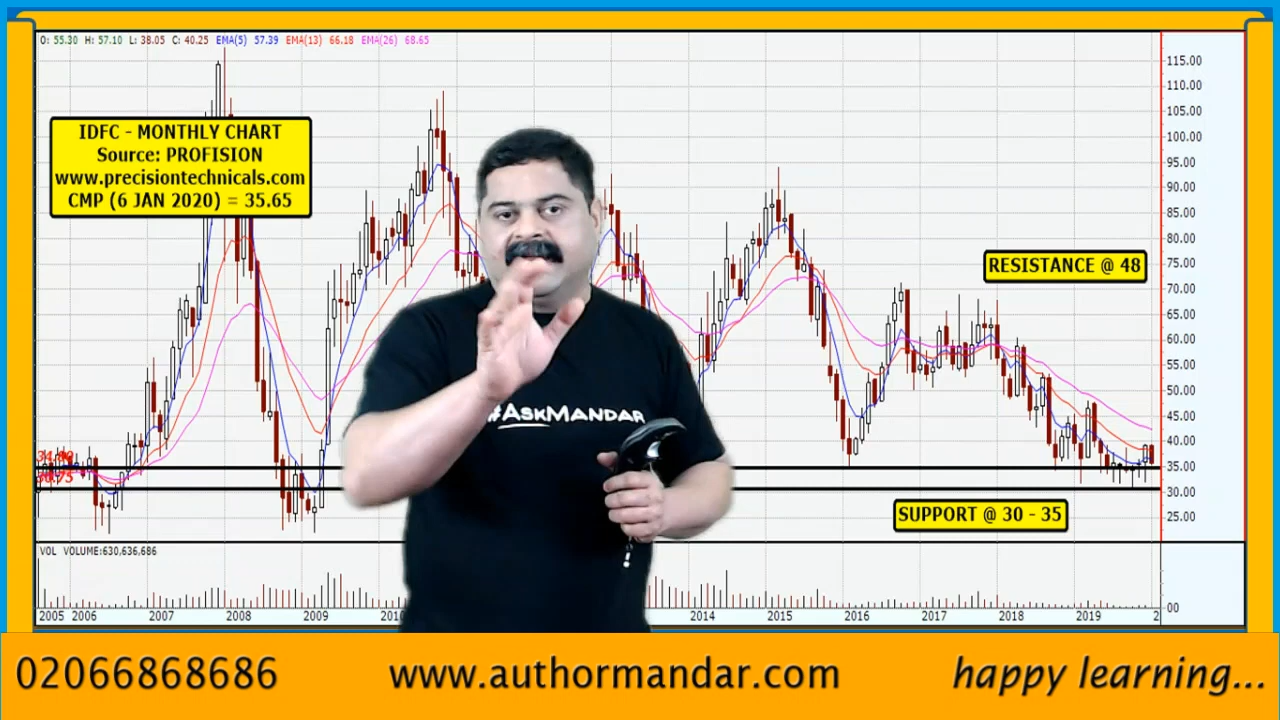 O: 55.30 H: 57.10 L: 38.05 C: 40.25 EMA(5) 57.39 EMA(13) 66.18 EMA(26) 68.65
IDFC - MONTHLY CHART
Source: PROFISION
www.precisiontechnicals.com
CMP (6 JAN 2020) = 35.65
115.00
110.00
105.00
100.00
95.00
90.00
85.00
80.00
75.00
70.00
65.00
60.00
55.00
50.00
45.00
40.00
35.00
30.00
25.00
RESISTANCE @ 48
#ASKMANDAR
SUPPORT @ 30 - 35
VOL VOLUME:630,636,686
00
2005 2006 2007 2008 2009 2014 2015 2016 2017 2018 2019
02066868686 www.authormandar.com happy learning...